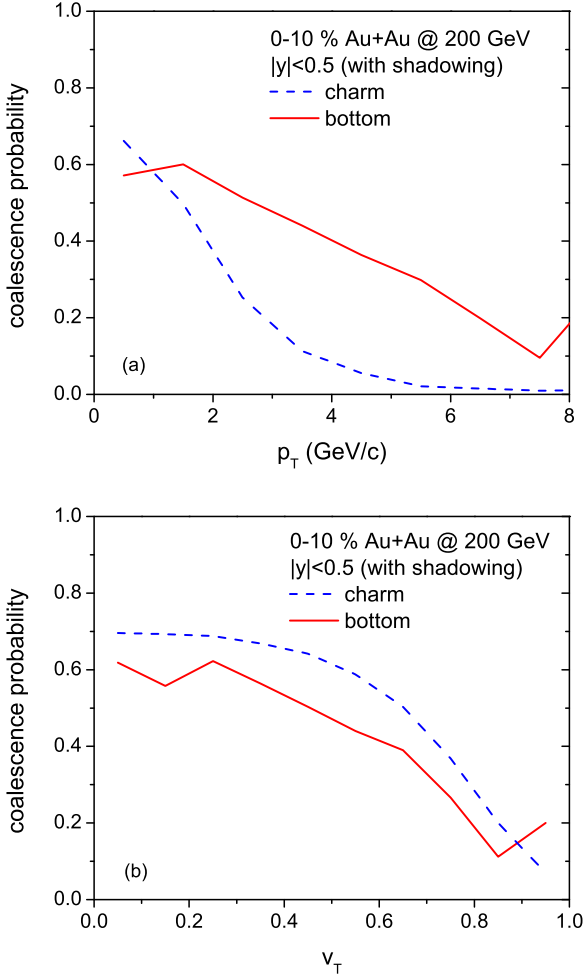 1.0
0.8
0.6
0.4
0.2
0.0
coalescence probability
0-10 % Au+Au @ 200 GeV
|y|<0.5 (with shadowing)
charm
bottom
(a)
0 2 4 6 8
p_T (GeV/c)
1.0
0.8
0.6
0.4
0.2
0.0
coalescence probability
0-10 % Au+Au @ 200 GeV
|y|<0.5 (with shadowing)
charm
bottom
(b)
0.0 0.2 0.4 0.6 0.8 1.0
v_T